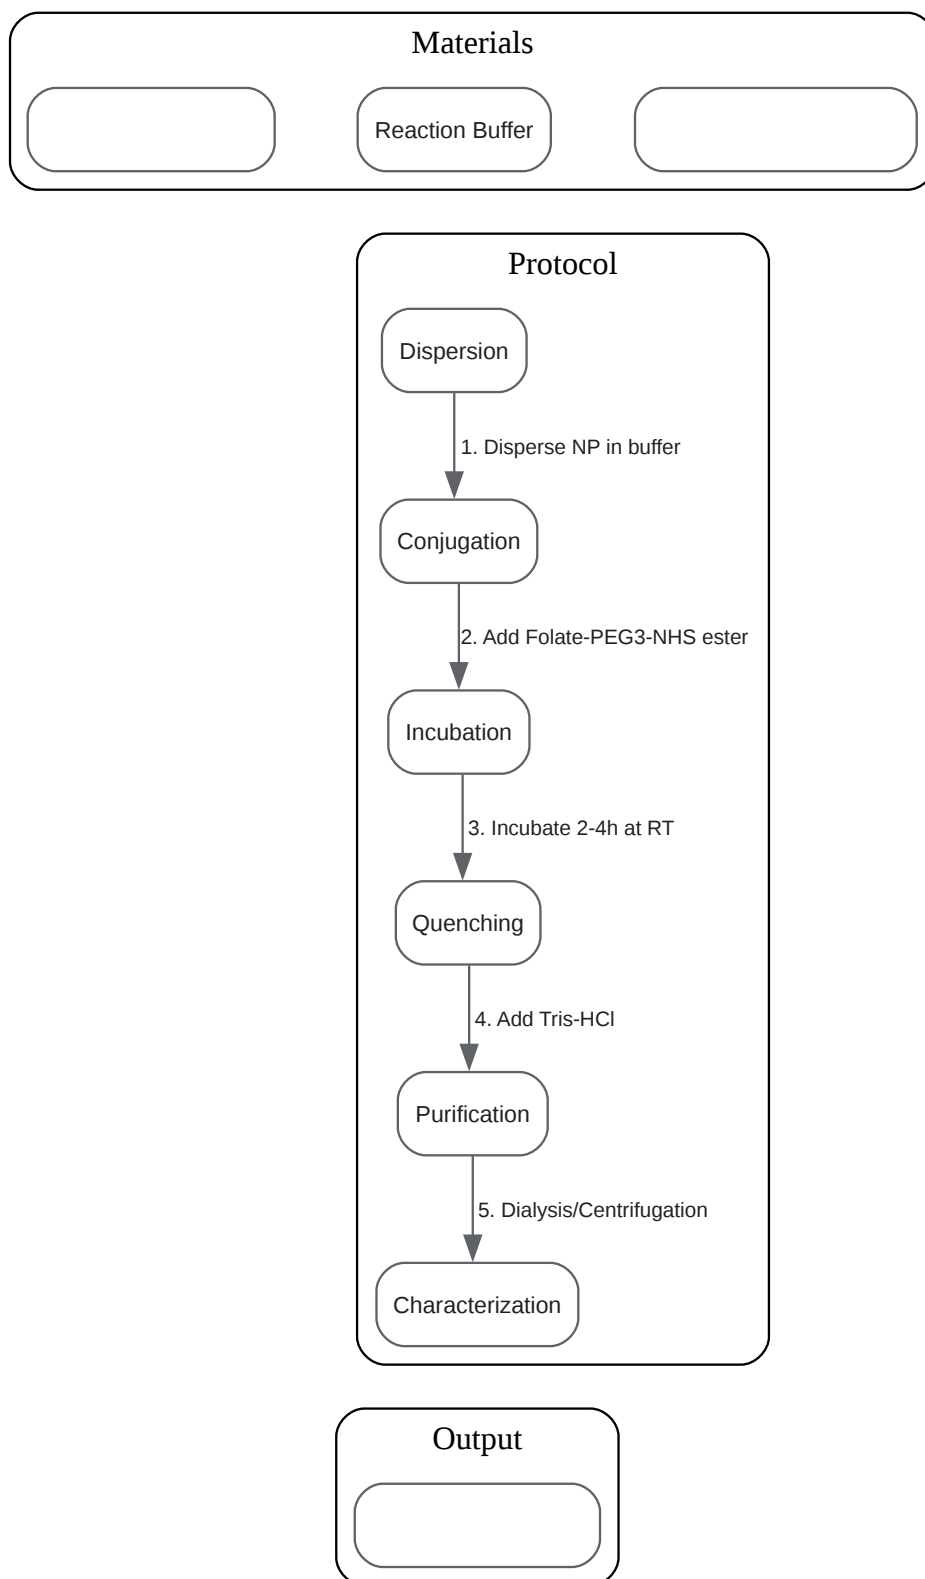 Materials
Reaction Buffer
Protocol
Dispersion
1. Disperse NP in buffer
Conjugation
2. Add Folate-PEG3-NHS ester
Incubation
3. Incubate 2-4h at RT
Quenching
4. Add Tris-HCl
Purification
5. Dialysis/Centrifugation
Characterization
Output